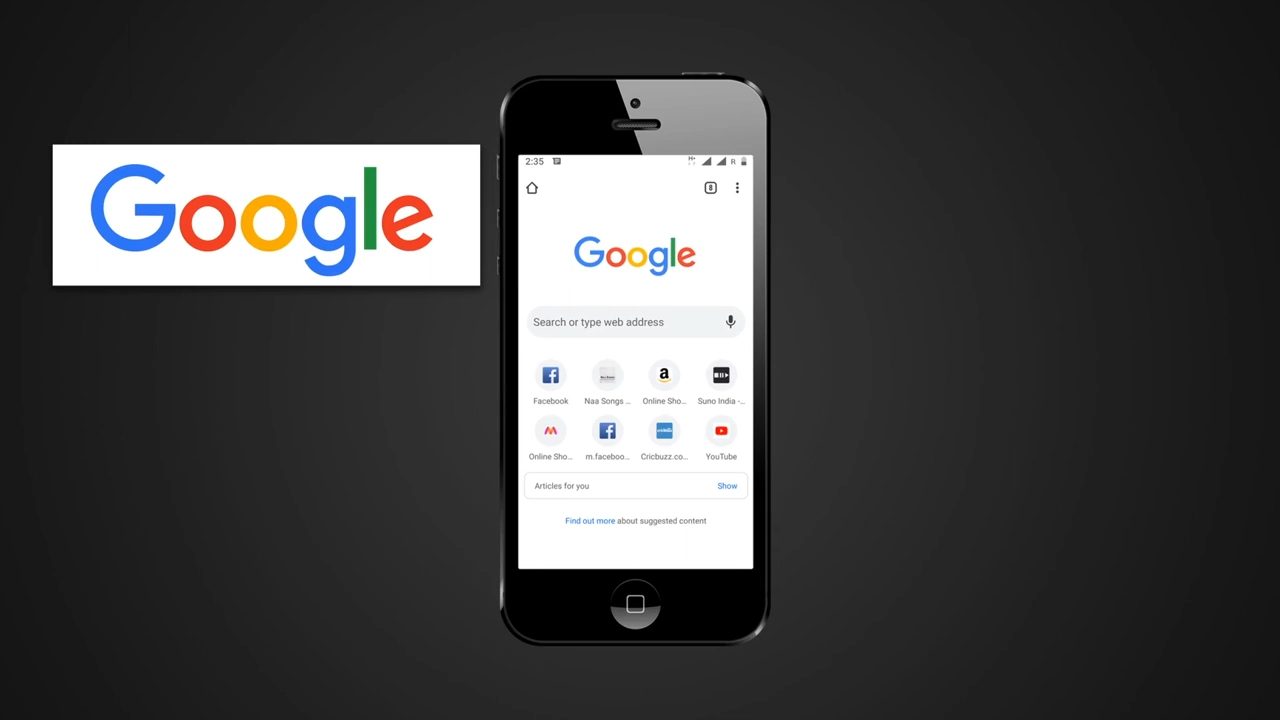 Google
2:35
H+
R
8
Google
Search or type web address
Facebook
Naa Songs ...
Online Sho...
Suno India -...
Online Sho...
m.faceboo...
Cricbuzz.co...
YouTube
Articles for you
Show
Find out more about suggested content